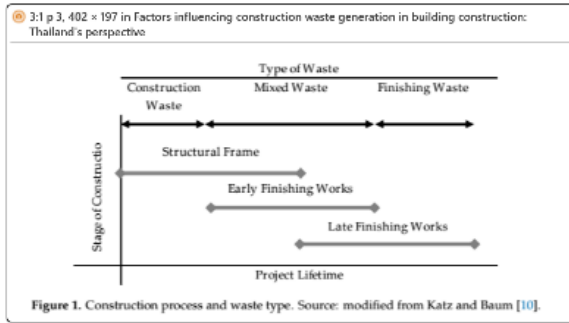 3:1 p 3, 402 × 197 in Factors influencing construction waste generation in building construction:
Thailand's perspective
Type of Waste
Construction
Waste
Mixed Waste
Finishing Waste
Stage of Constructio
Structural Frame
Early Finishing Works
Late Finishing Works
Project Lifetime
Figure 1. Construction process and waste type. Source: modified from Katz and Baum [10].